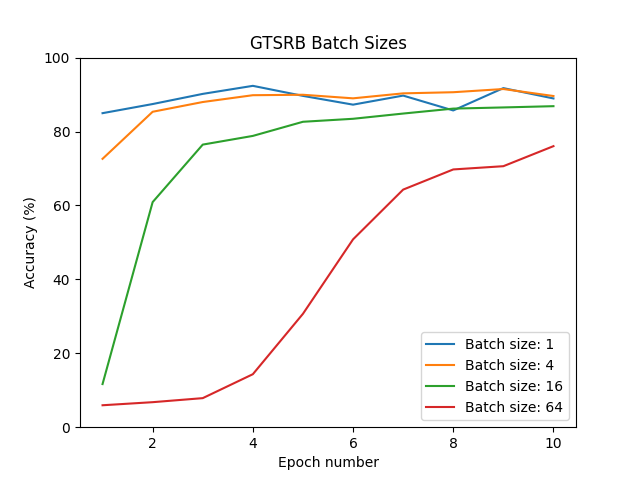 GTSRB Batch Sizes
100
80
60
40
20
0
Accuracy (%)
2
4
6
8
10
Epoch number
Batch size: 1
Batch size: 4
Batch size: 16
Batch size: 64